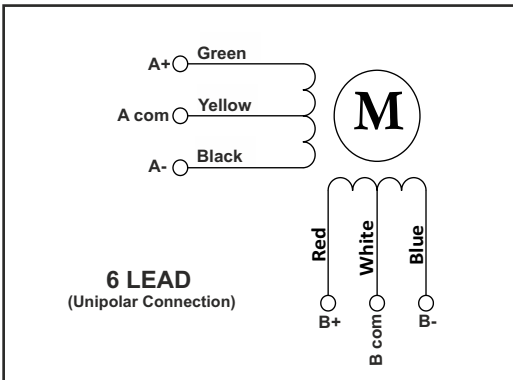 Green
A+
Yellow
A com
Black
A-
M
Red
White
Blue
6 LEAD
(Unipolar Connection)
B+
B com
B-